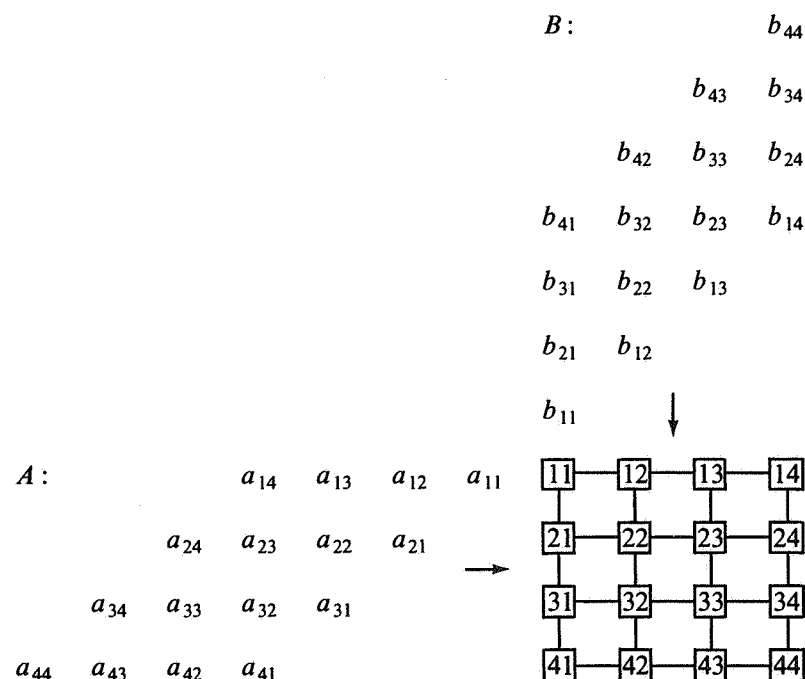 B: b₄₄
b₄₃ b₃₄
b₄₂ b₃₃ b₂₄
b₄₁ b₃₂ b₂₃ b₁₄
b₃₁ b₂₂ b₁₃
b₂₁ b₁₂
b₁₁
A: a₁₄ a₁₃ a₁₂ a₁₁ 11 12 13 14
a₂₄ a₂₃ a₂₂ a₂₁ 21 22 23 24
a₃₄ a₃₃ a₃₂ a₃₁ 31 32 33 34
a₄₄ a₄₃ a₄₂ a₄₁ 41 42 43 44